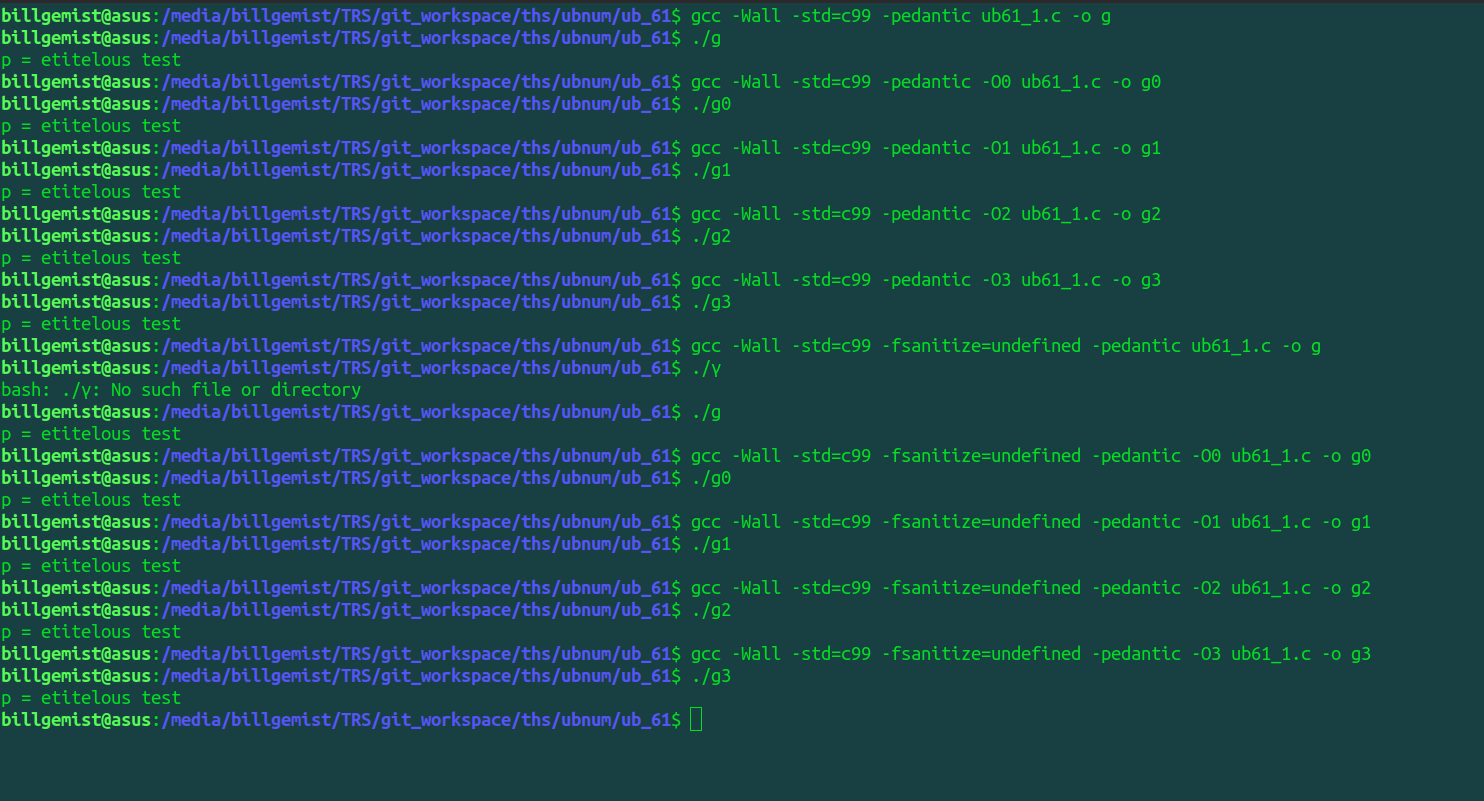 billgemist@asus:/media/billgemist/TRS/git_workspace/ths/ubnum/ub_61$ gcc -Wall -std=c99 -pedantic ub61_1.c -o g
billgemist@asus:/media/billgemist/TRS/git_workspace/ths/ubnum/ub_61$ ./g
p = etitelous test
billgemist@asus:/media/billgemist/TRS/git_workspace/ths/ubnum/ub_61$ gcc -Wall -std=c99 -pedantic -O0 ub61_1.c -o g0
billgemist@asus:/media/billgemist/TRS/git_workspace/ths/ubnum/ub_61$ ./g0
p = etitelous test
billgemist@asus:/media/billgemist/TRS/git_workspace/ths/ubnum/ub_61$ gcc -Wall -std=c99 -pedantic -O1 ub61_1.c -o g1
billgemist@asus:/media/billgemist/TRS/git_workspace/ths/ubnum/ub_61$ ./g1
p = etitelous test
billgemist@asus:/media/billgemist/TRS/git_workspace/ths/ubnum/ub_61$ gcc -Wall -std=c99 -pedantic -O2 ub61_1.c -o g2
billgemist@asus:/media/billgemist/TRS/git_workspace/ths/ubnum/ub_61$ ./g2
p = etitelous test
billgemist@asus:/media/billgemist/TRS/git_workspace/ths/ubnum/ub_61$ gcc -Wall -std=c99 -pedantic -O3 ub61_1.c -o g3
billgemist@asus:/media/billgemist/TRS/git_workspace/ths/ubnum/ub_61$ ./g3
p = etitelous test
billgemist@asus:/media/billgemist/TRS/git_workspace/ths/ubnum/ub_61$ gcc -Wall -std=c99 -fsanitize=undefined -pedantic ub61_1.c -o g
billgemist@asus:/media/billgemist/TRS/git_workspace/ths/ubnum/ub_61$ ./γ
bash: ./γ: No such file or directory
billgemist@asus:/media/billgemist/TRS/git_workspace/ths/ubnum/ub_61$ ./g
p = etitelous test
billgemist@asus:/media/billgemist/TRS/git_workspace/ths/ubnum/ub_61$ gcc -Wall -std=c99 -fsanitize=undefined -pedantic -O0 ub61_1.c -o g0
billgemist@asus:/media/billgemist/TRS/git_workspace/ths/ubnum/ub_61$ ./g0
p = etitelous test
billgemist@asus:/media/billgemist/TRS/git_workspace/ths/ubnum/ub_61$ gcc -Wall -std=c99 -fsanitize=undefined -pedantic -O1 ub61_1.c -o g1
billgemist@asus:/media/billgemist/TRS/git_workspace/ths/ubnum/ub_61$ ./g1
p = etitelous test
billgemist@asus:/media/billgemist/TRS/git_workspace/ths/ubnum/ub_61$ gcc -Wall -std=c99 -fsanitize=undefined -pedantic -O2 ub61_1.c -o g2
billgemist@asus:/media/billgemist/TRS/git_workspace/ths/ubnum/ub_61$ ./g2
p = etitelous test
billgemist@asus:/media/billgemist/TRS/git_workspace/ths/ubnum/ub_61$ gcc -Wall -std=c99 -fsanitize=undefined -pedantic -O3 ub61_1.c -o g3
billgemist@asus:/media/billgemist/TRS/git_workspace/ths/ubnum/ub_61$ ./g3
p = etitelous test
billgemist@asus:/media/billgemist/TRS/git_workspace/ths/ubnum/ub_61$